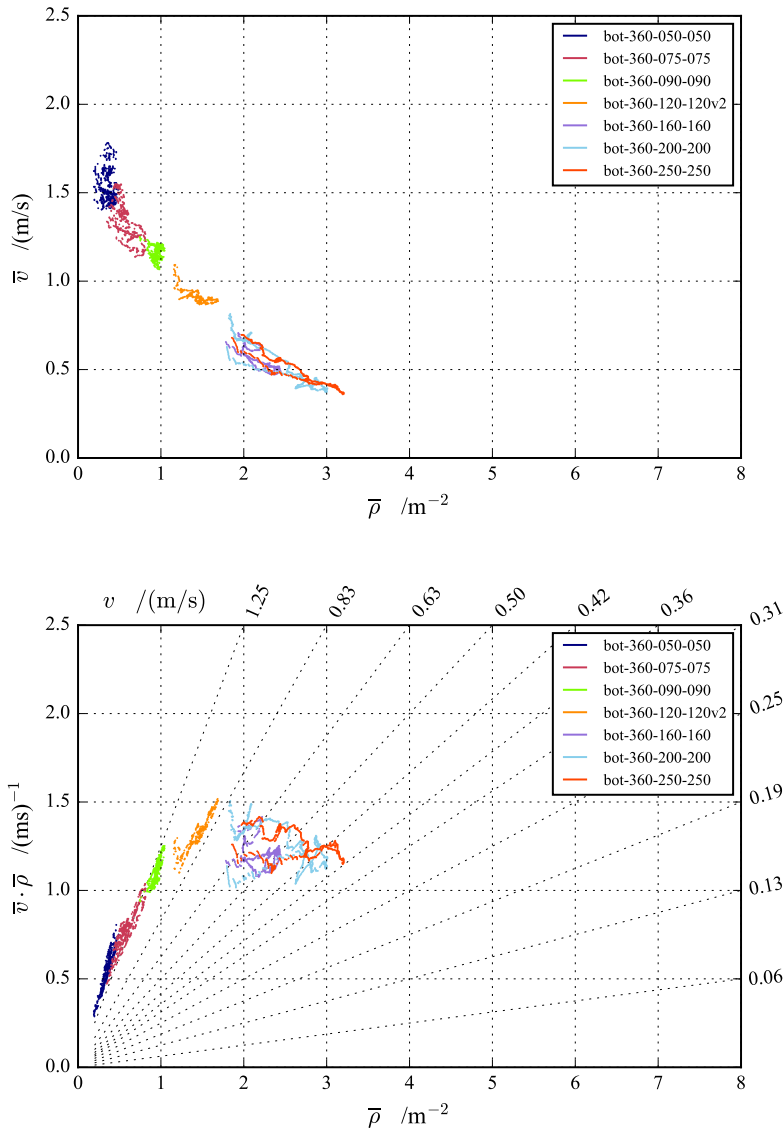 2.5
2.0
1.5
1.0
0.5
0.0
v̅ /(m/s)
bot-360-050-050
bot-360-075-075
bot-360-090-090
bot-360-120-120v2
bot-360-160-160
bot-360-200-200
bot-360-250-250
0 1 2 3 4 5 6 7 8
ρ̅ /m⁻²
v /(m/s) 1.25 0.83 0.63 0.50 0.42 0.36 0.31
0.25
0.19
0.13
0.06
2.5
2.0
1.5
1.0
0.5
0.0
v̅ · ρ̅ /(ms)⁻¹
bot-360-050-050
bot-360-075-075
bot-360-090-090
bot-360-120-120v2
bot-360-160-160
bot-360-200-200
bot-360-250-250
0 1 2 3 4 5 6 7 8
ρ̅ /m⁻²